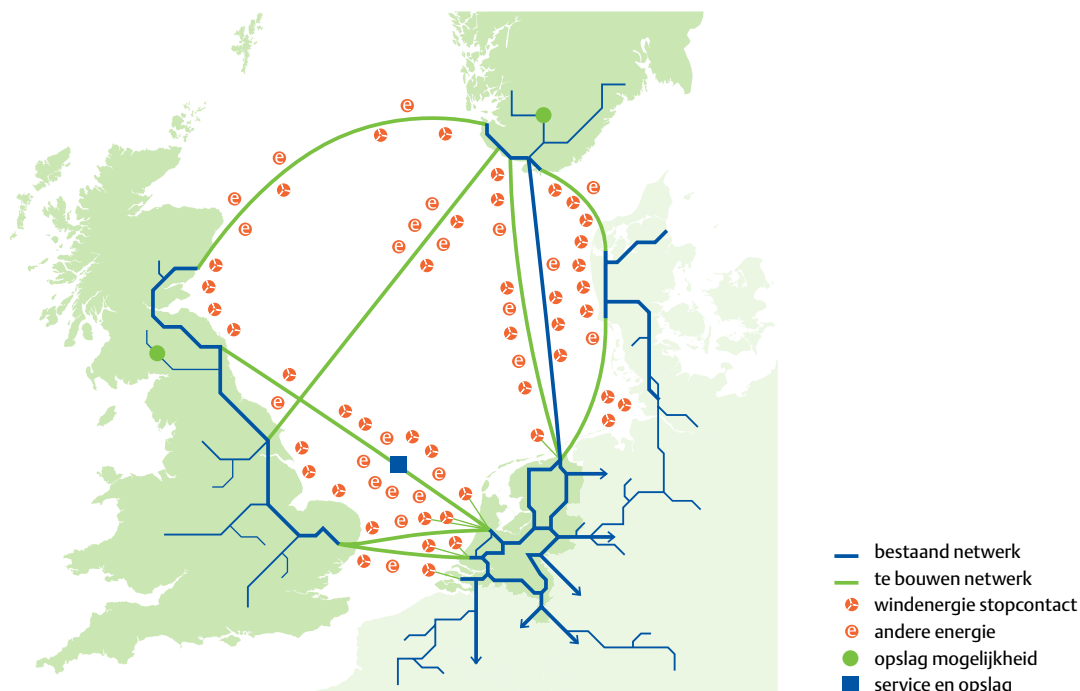 bestaand netwerk
te bouwen netwerk
windenergie stopcontact
andere energie
opslag mogelijkheid
service en opslag